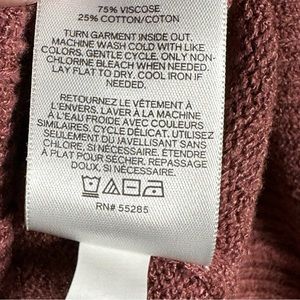 75% VISCOSE
25% COTTON/COTON
TURN GARMENT INSIDE OUT.
MACHINE WASH COLD WITH LIKE
COLORS. GENTLE CYCLE. ONLY NON-
CHLORINE BLEACH WHEN NEEDED.
LAY FLAT TO DRY. COOL IRON IF
NEEDED.
RETOURNEZ LE VÊTEMENT À
L'ENVERS. LAVER À LA MACHINE
À L'EAU FROIDE AVEC COULEURS
SIMILAIRES. CYCLE DÉLICAT. UTILISEZ
SEULEMENT DU JAVELLISANT SANS
CHLORE, SI NÉCESSAIRE. ÉTENDRE
À PLAT POUR SÉCHER. REPASSAGE
DOUX, SI NÉCESSAIRE.
RN# 55285